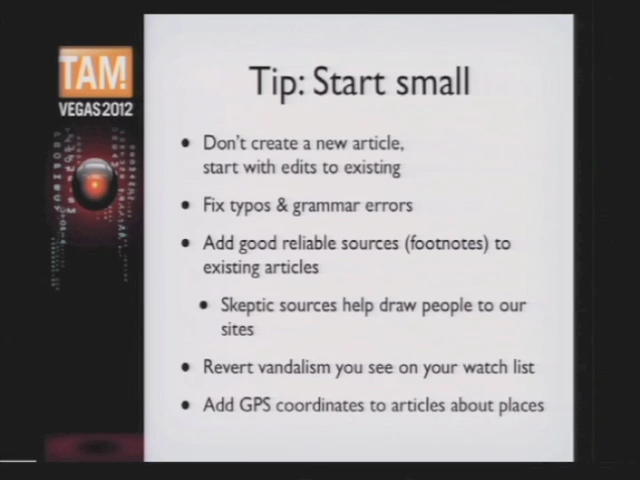 TAM!
VEGAS 2012
Tip: Start small
• Don't create a new article,
start with edits to existing
• Fix typos & grammar errors
• Add good reliable sources (footnotes) to
existing articles
• Skeptic sources help draw people to our
sites
• Revert vandalism you see on your watch list
• Add GPS coordinates to articles about places